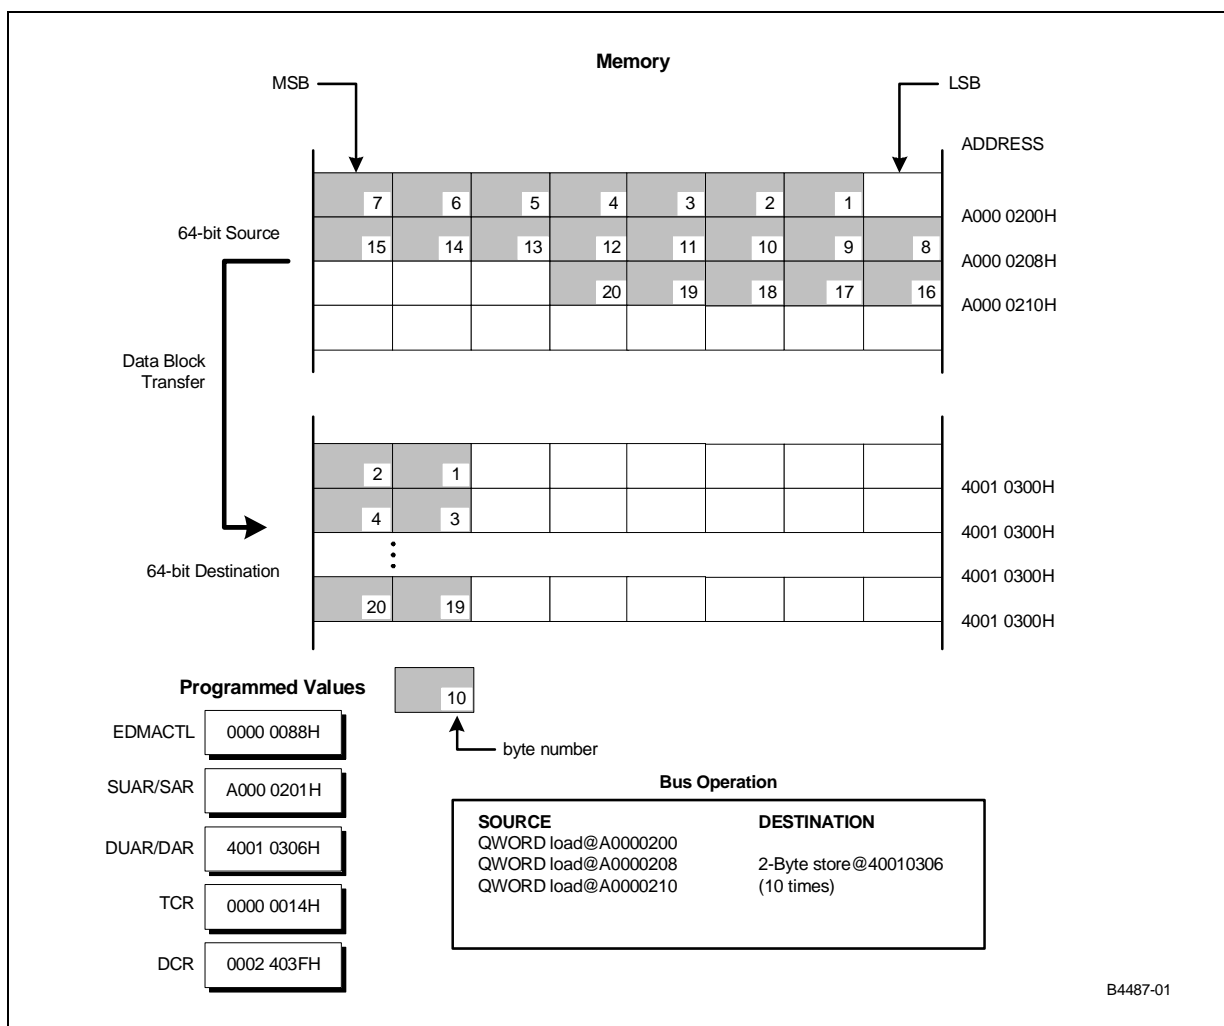 Memory
MSB
LSB
ADDRESS
7 6 5 4 3 2 1
A000 0200H
64-bit Source
15 14 13 12 11 10 9 8
A000 0208H
20 19 18 17 16
A000 0210H
Data Block
Transfer
2 1
4001 0300H
4 3
4001 0300H
64-bit Destination
4001 0300H
20 19
4001 0300H
Programmed Values
10
byte number
EDMACTL 0000 0088H
SUAR/SAR A000 0201H
DUAR/DAR 4001 0306H
TCR 0000 0014H
DCR 0002 403FH
Bus Operation
SOURCE DESTINATION
QWORD load@A0000200
QWORD load@A0000208 2-Byte store@40010306
QWORD load@A0000210 (10 times)
B4487-01